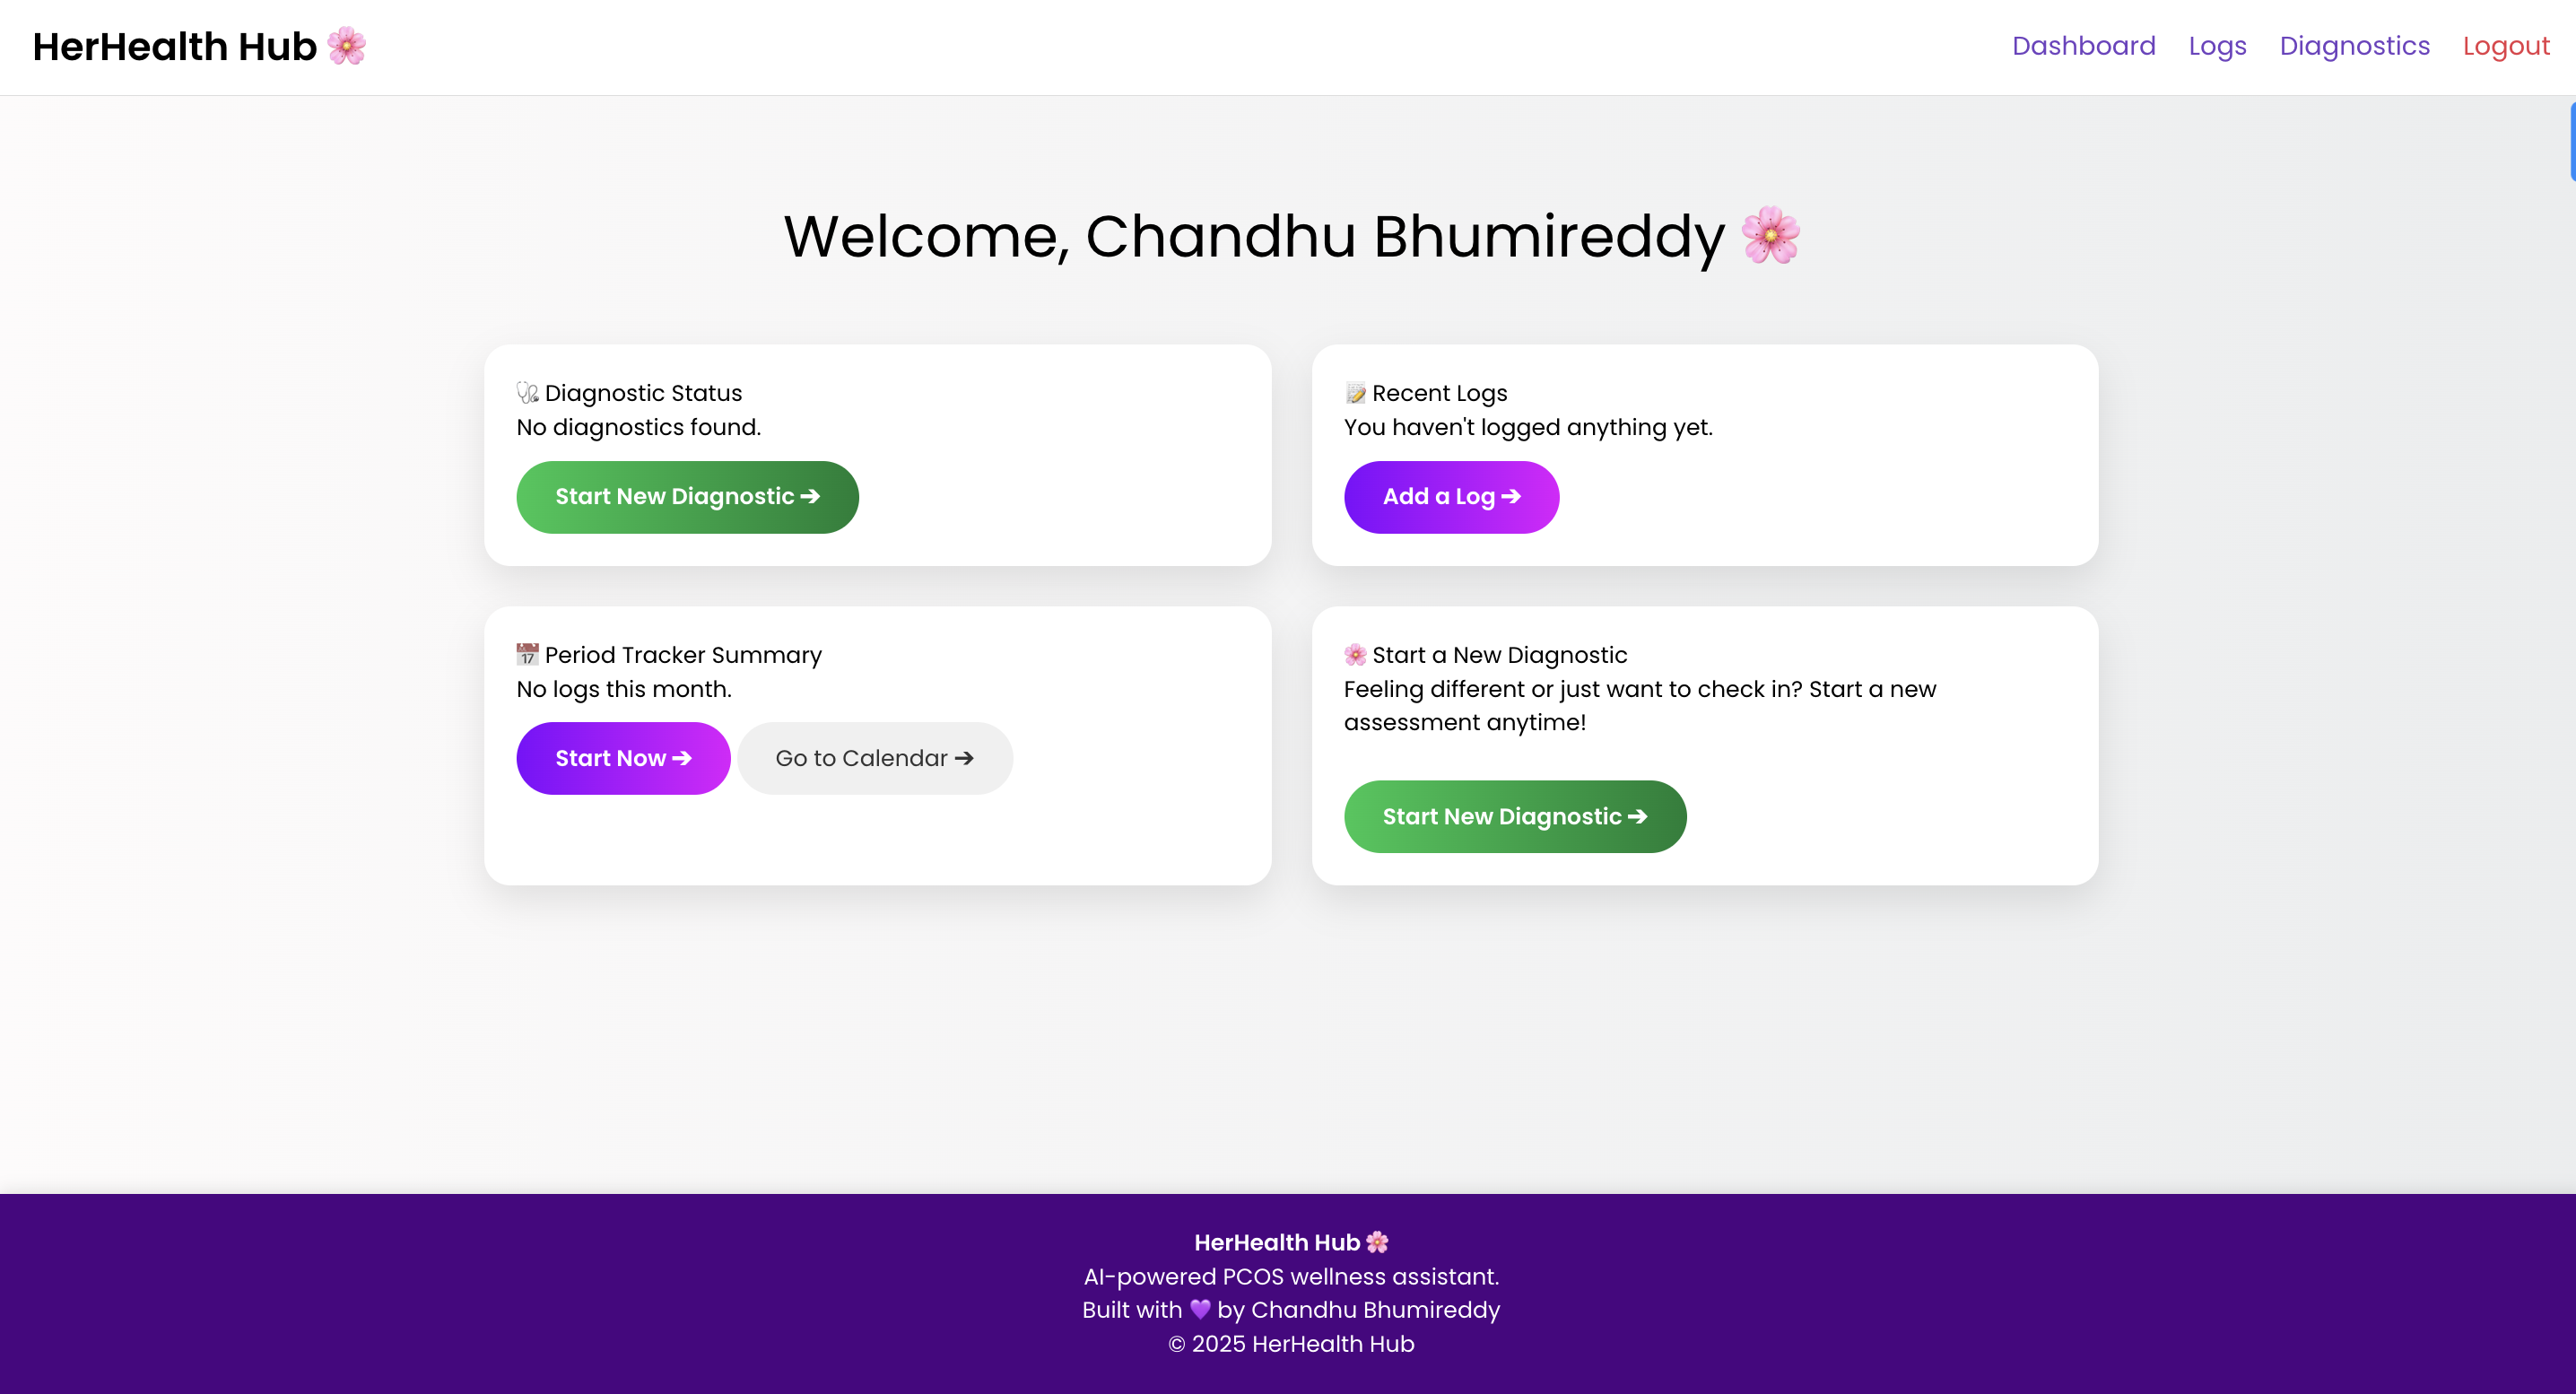 HerHealth Hub 🌸
Dashboard Logs Diagnostics Logout
Welcome, Chandhu Bhumireddy 🌸
🩺 Diagnostic Status
No diagnostics found.
Start New Diagnostic ➔
📝 Recent Logs
You haven't logged anything yet.
Add a Log ➔
📅 Period Tracker Summary
No logs this month.
Start Now ➔ Go to Calendar ➔
🌸 Start a New Diagnostic
Feeling different or just want to check in? Start a new
assessment anytime!
Start New Diagnostic ➔
HerHealth Hub 🌸
AI-powered PCOS wellness assistant.
Built with 💜 by Chandhu Bhumireddy
© 2025 HerHealth Hub